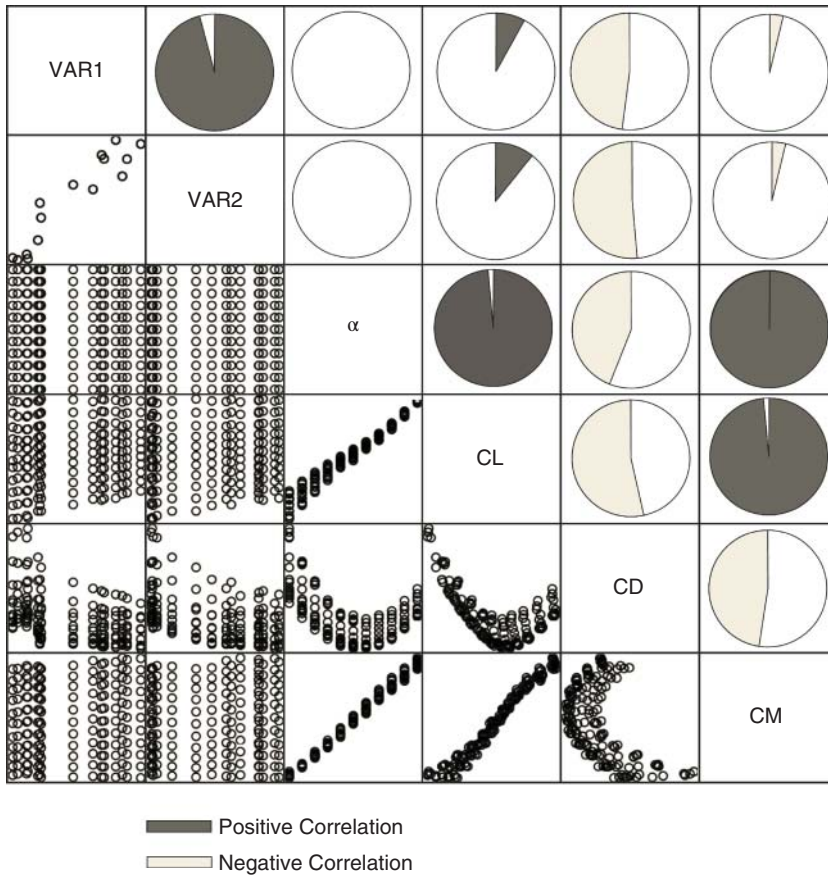 VAR1
VAR2
α
CL
CD
CM
Positive Correlation
Negative Correlation